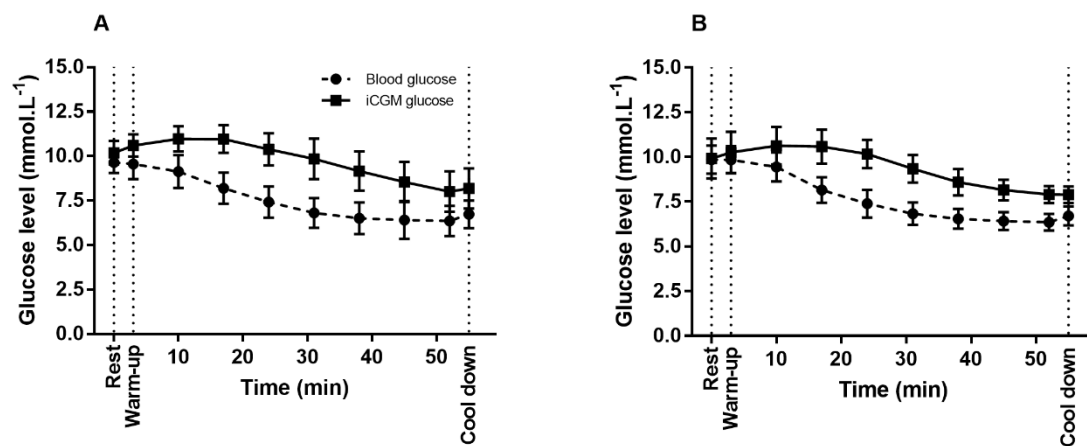 A
Glucose level (mmol.L⁻¹)
15.0
12.5
10.0
7.5
5.0
2.5
0.0
Blood glucose
iCGM glucose
Rest
Warm-up
10
20
30
40
50
Cool down
Time (min)
B
Glucose level (mmol.L⁻¹)
15.0
12.5
10.0
7.5
5.0
2.5
0.0
Rest
Warm-up
10
20
30
40
50
Cool down
Time (min)